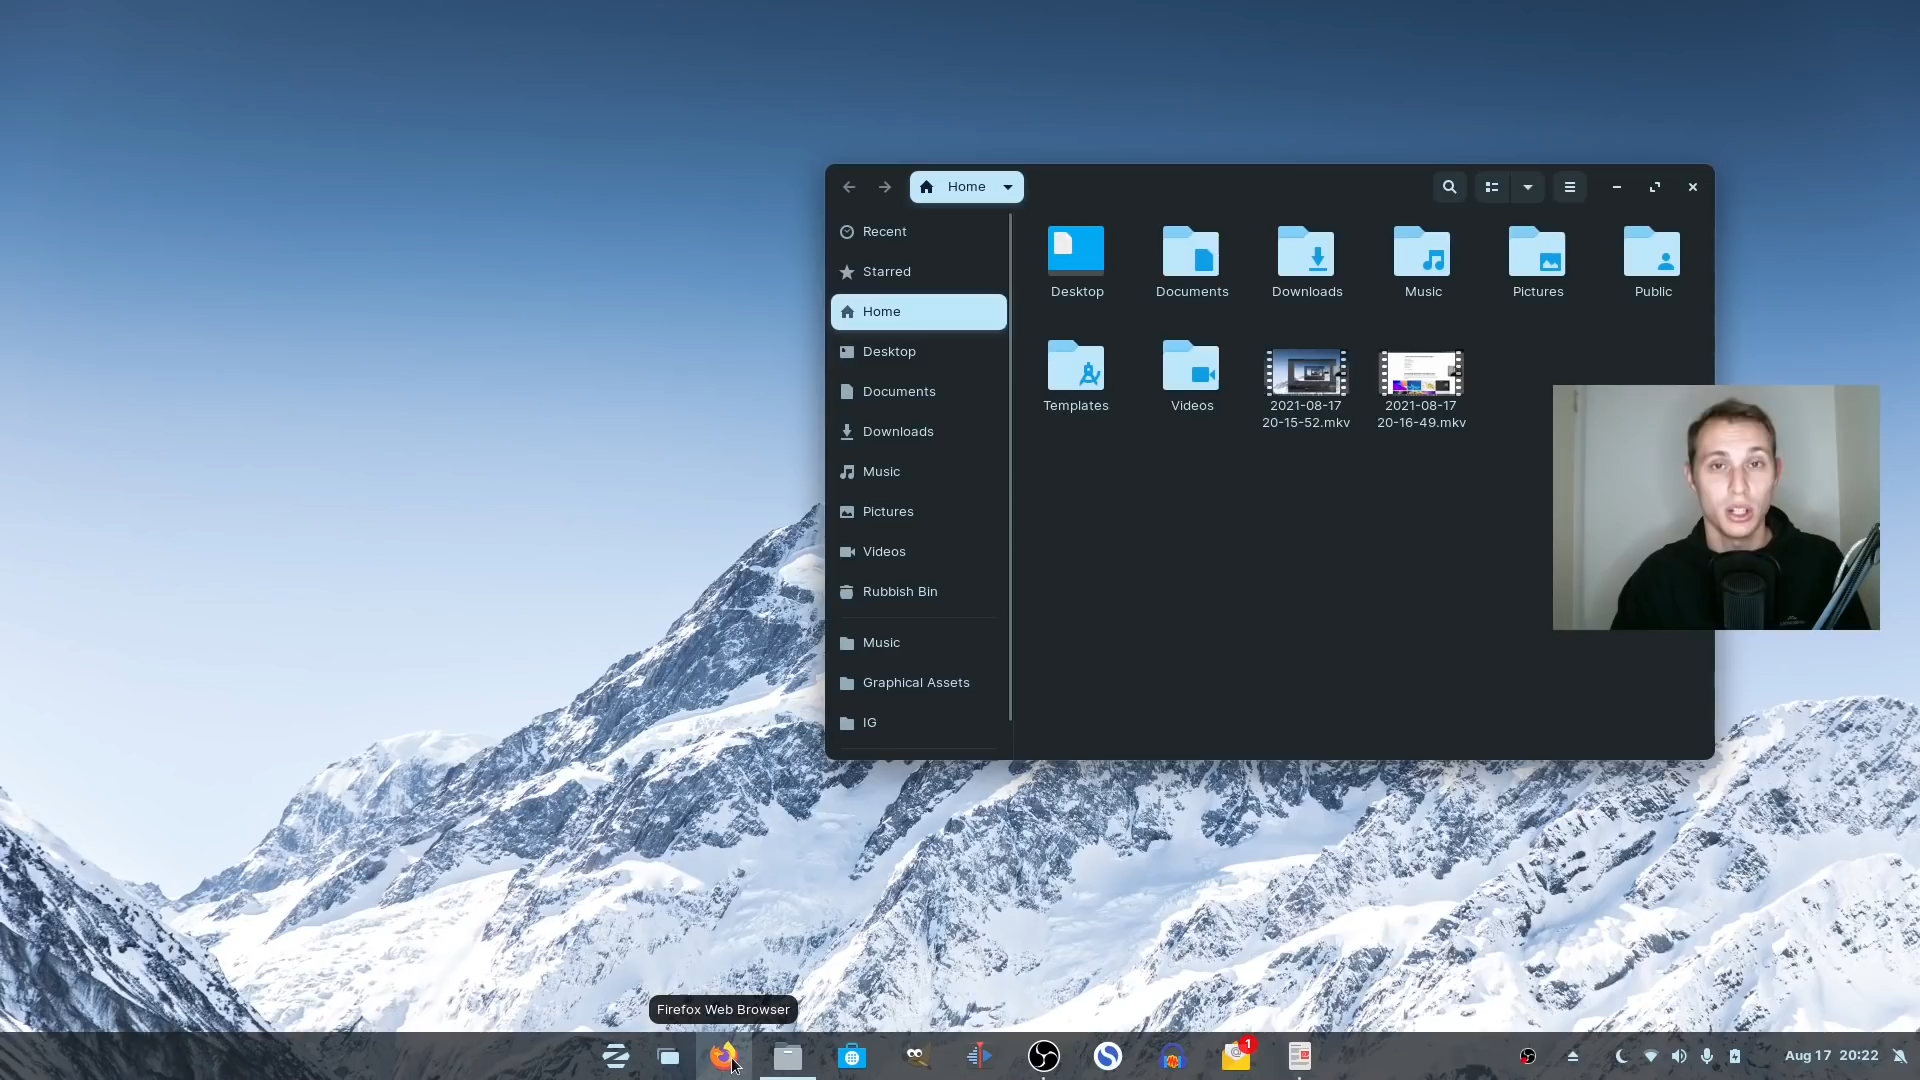 Home
Recent
Starred
Home
Desktop
Documents
Downloads
Music
Pictures
Videos
Rubbish Bin
Music
Graphical Assets
IG
Desktop
Documents
Downloads
Music
Pictures
Public
Templates
Videos
2021-08-17
20-15-52.mkv
2021-08-17
20-16-49.mkv
Firefox Web Browser
1
Aug 17 20:22